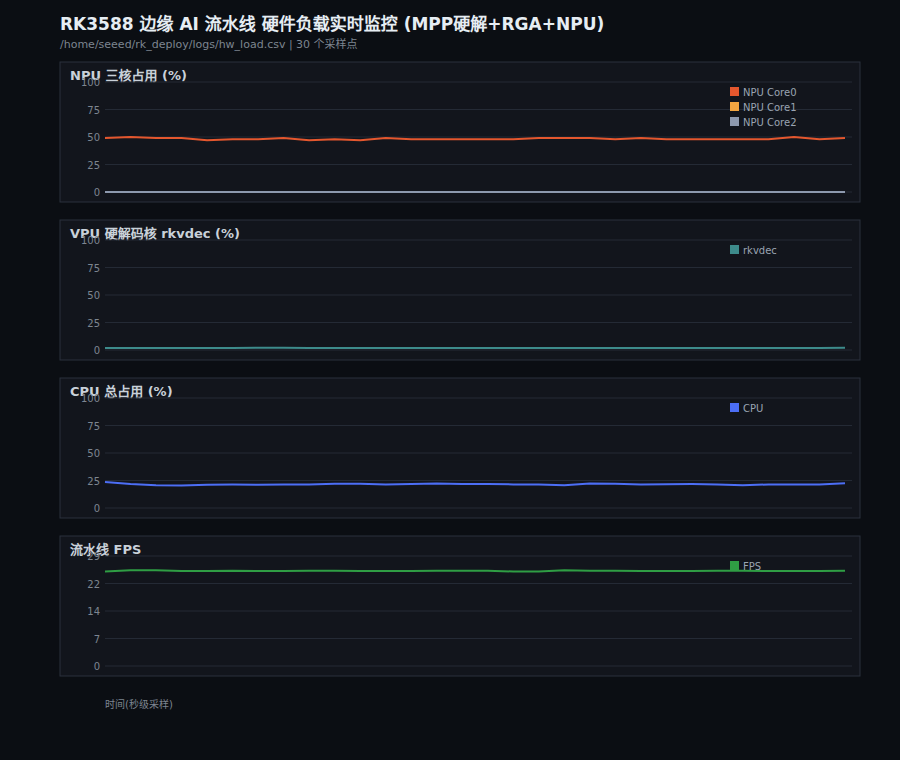 RK3588 边缘 AI 流水线 硬件负载实时监控 (MPP硬解+RGA+NPU)
/home/seeed/rk_deploy/logs/hw_load.csv | 30 个采样点
NPU 三核占用 (%)
100
75
50
25
0
NPU Core0
NPU Core1
NPU Core2
VPU 硬解码核 rkvdec (%)
100
75
50
25
0
rkvdec
CPU 总占用 (%)
100
75
50
25
0
CPU
流水线 FPS
29
22
14
7
0
FPS
时间(秒级采样)